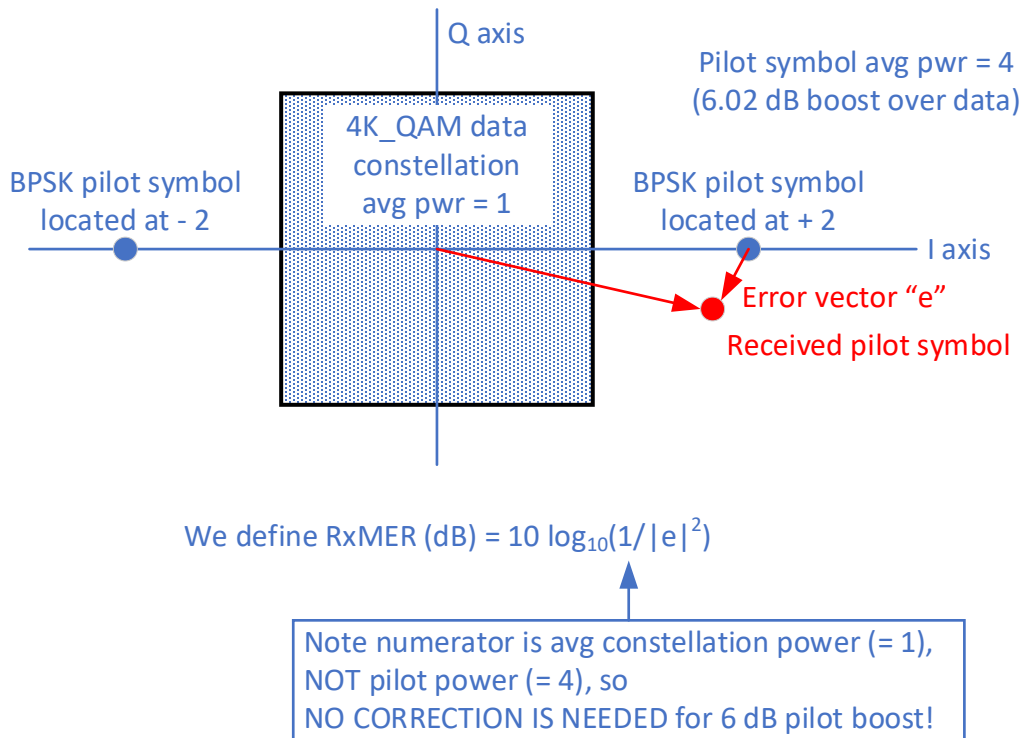 Q axis
Pilot symbol avg pwr = 4
(6.02 dB boost over data)
4K_QAM data
constellation
avg pwr = 1
BPSK pilot symbol
located at - 2
BPSK pilot symbol
located at + 2
I axis
Error vector “e”
Received pilot symbol
We define RxMER (dB) = 10 log₁₀(1/|e|²)
Note numerator is avg constellation power (= 1),
NOT pilot power (= 4), so
NO CORRECTION IS NEEDED for 6 dB pilot boost!